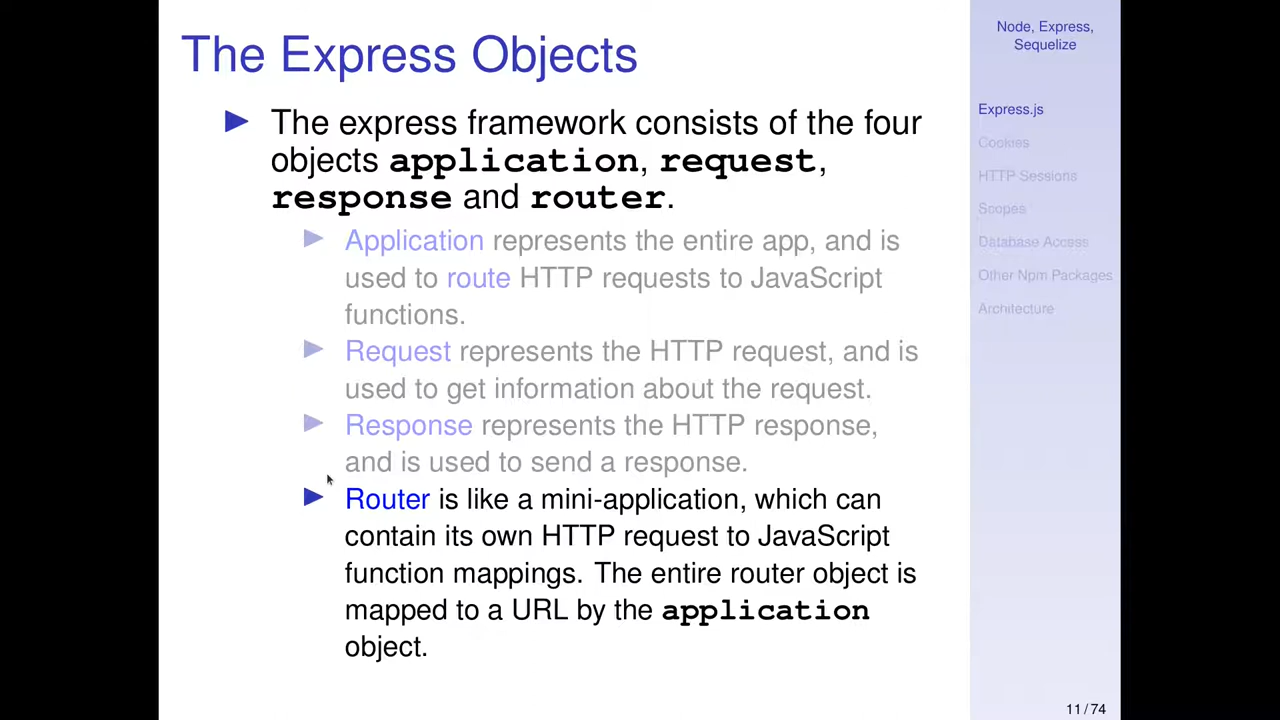 The Express Objects
The express framework consists of the four
objects application, request,
response and router.
Application represents the entire app, and is
used to route HTTP requests to JavaScript
functions.
Request represents the HTTP request, and is
used to get information about the request.
Response represents the HTTP response,
and is used to send a response.
Router is like a mini-application, which can
contain its own HTTP request to JavaScript
function mappings. The entire router object is
mapped to a URL by the application
object.
Node, Express,
Sequelize
Express.js
Cookies
HTTP Sessions
Scopes
Database Access
Other Npm Packages
Architecture
11 / 74